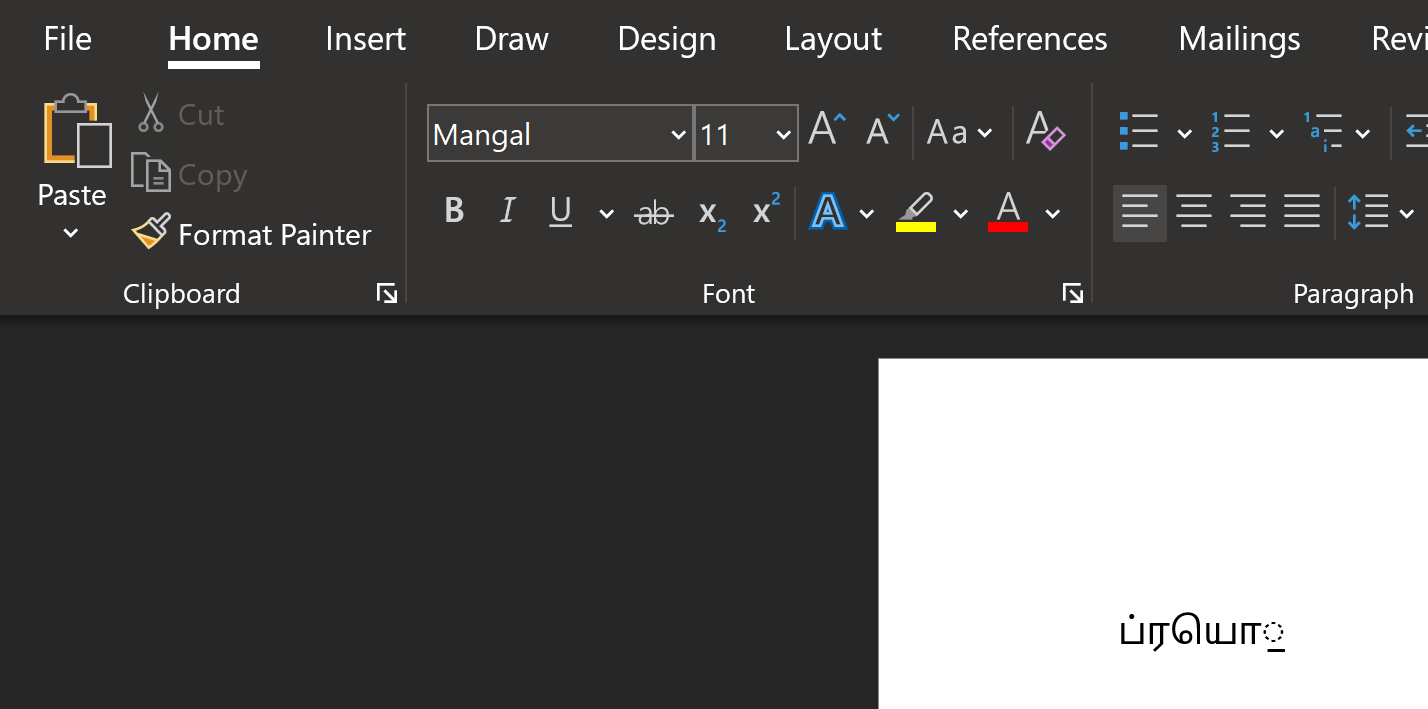 File Home Insert Draw Design Layout References Mailings Revi
Cut
Copy
Paste
Format Painter
Clipboard
Mangal 11
Font
Paragraph
ப்ரயொ॒